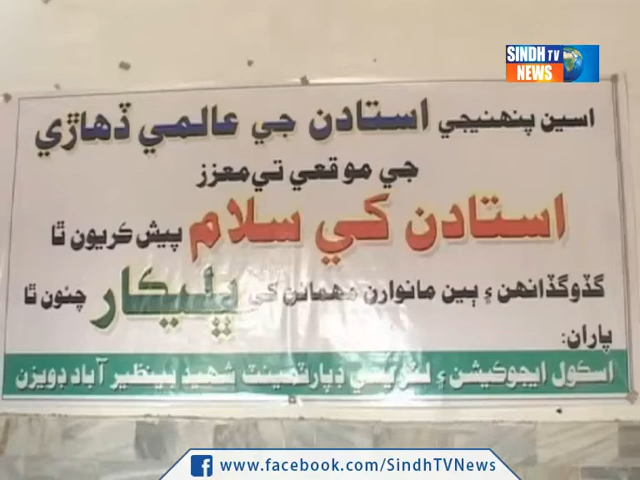 SINDH TV
NEWS
اسين پنهنيجي استادن جي عالمي ڏهاڙي
جي موقعي تي معزز
استادن کي سلام پيش ڪريون ٿا
گڏوگڏ انهن ۽ ٻين مانوارن مهمانن کي ڀليڪار چئون ٿا
پاران:
اسڪول ايجوڪيشن ۽ لٽريسي ڊپارٽمينٽ شهيد بينظير آباد ڊويزن
www.facebook.com/SindhTVNews